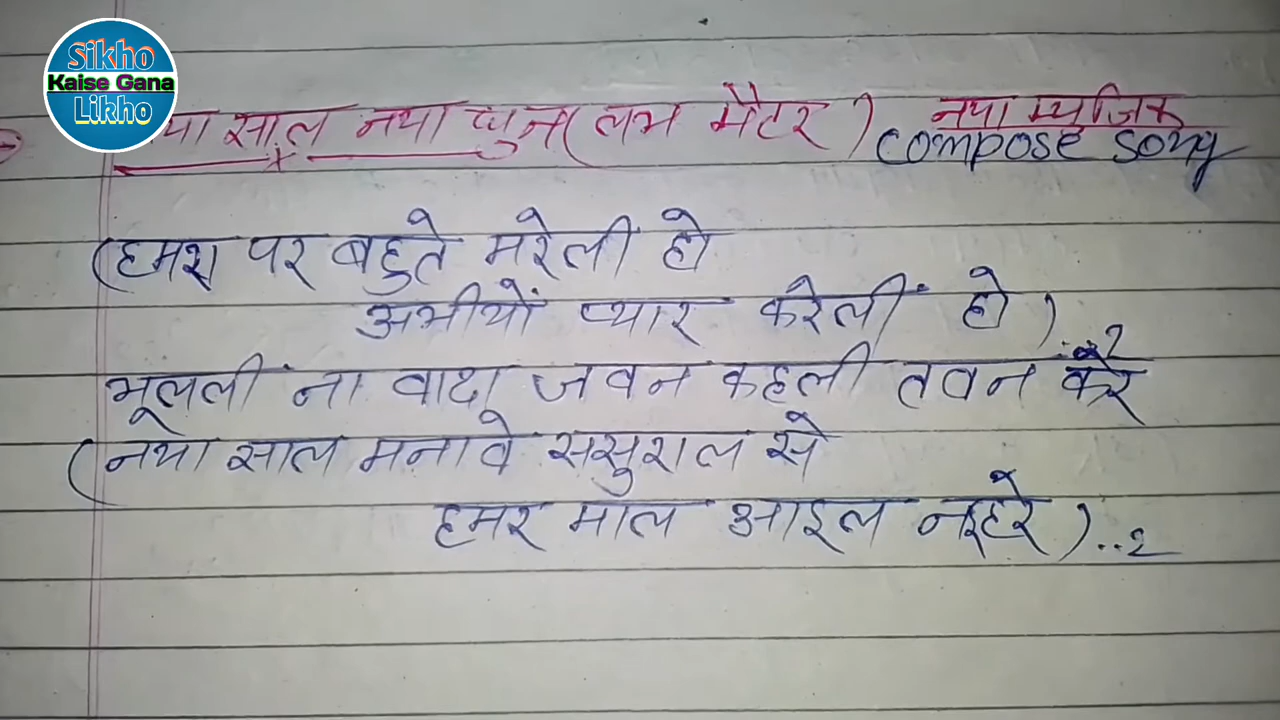 Sikho
Kaise Gana
Likho
या साल नया धुन (लभ मैटर) नया म्यूजिक
compose song
(हमरा पर बहुते मरेली हो
अभीयों प्यार करेलीं हो)..2
भूलली ना वादा जवन कहली तवन करे
(नया साल मनावे ससुराल से
हमर माल आइल नईहरे)..2